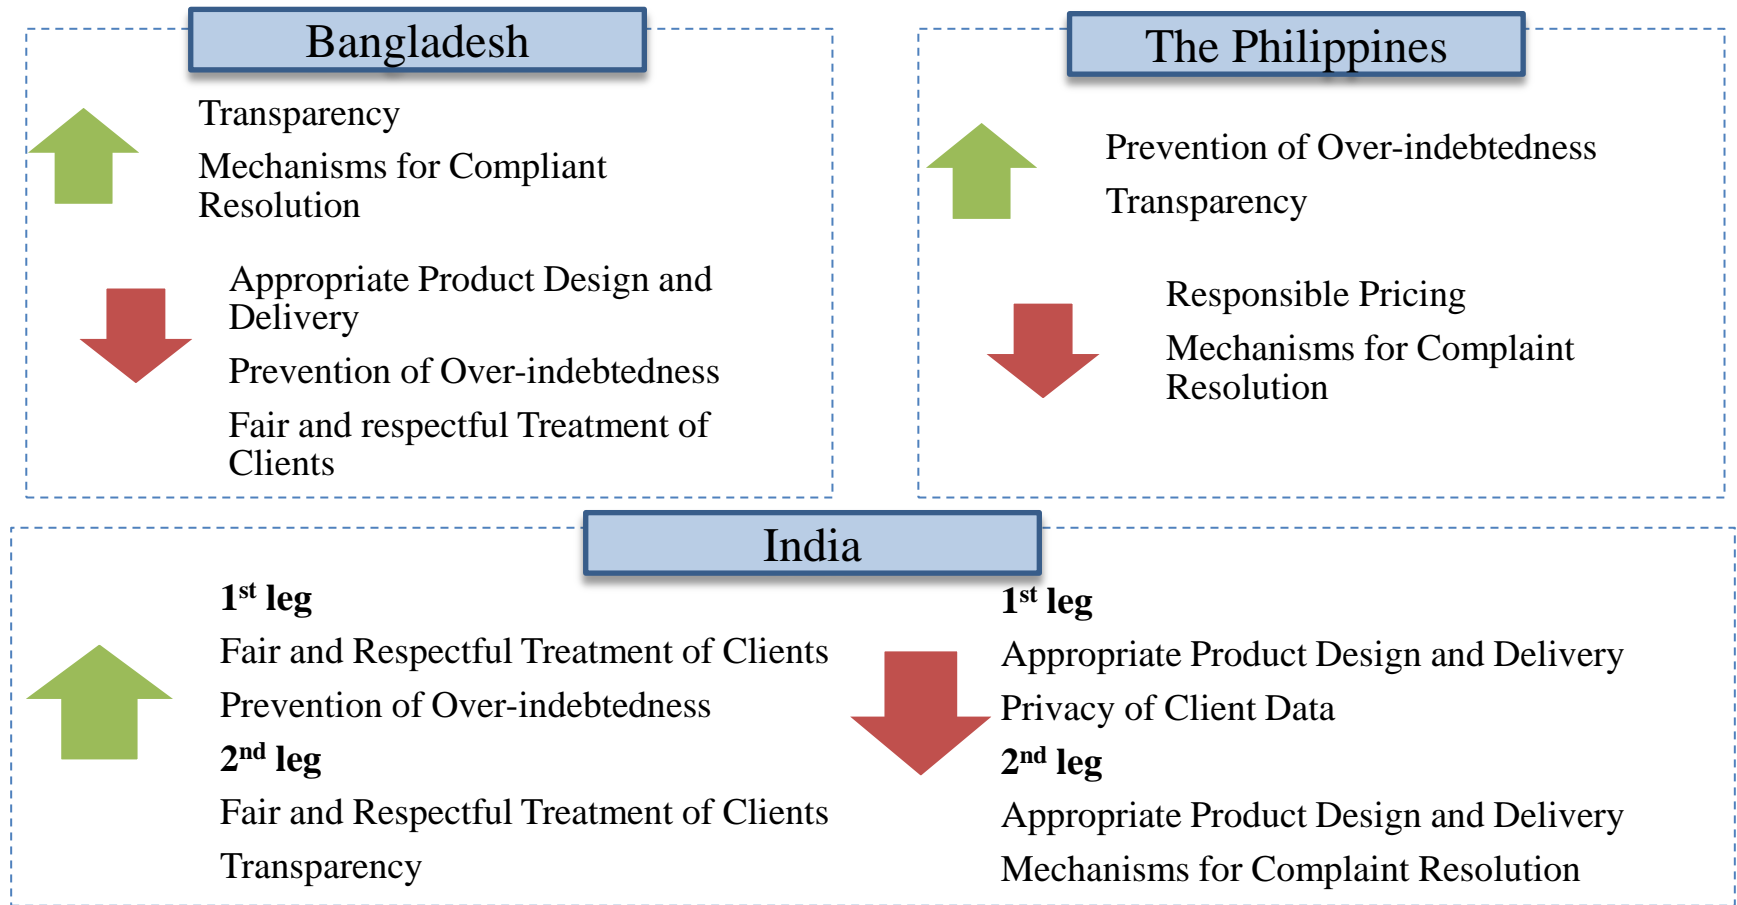 Bangladesh
Transparency
Mechanisms for Compliant
Resolution
Appropriate Product Design and
Delivery
Prevention of Over-indebtedness
Fair and respectful Treatment of
Clients
The Philippines
Prevention of Over-indebtedness
Transparency
Responsible Pricing
Mechanisms for Complaint
Resolution
India
1st leg
Fair and Respectful Treatment of Clients
Prevention of Over-indebtedness
2nd leg
Fair and Respectful Treatment of Clients
Transparency
1st leg
Appropriate Product Design and Delivery
Privacy of Client Data
2nd leg
Appropriate Product Design and Delivery
Mechanisms for Complaint Resolution